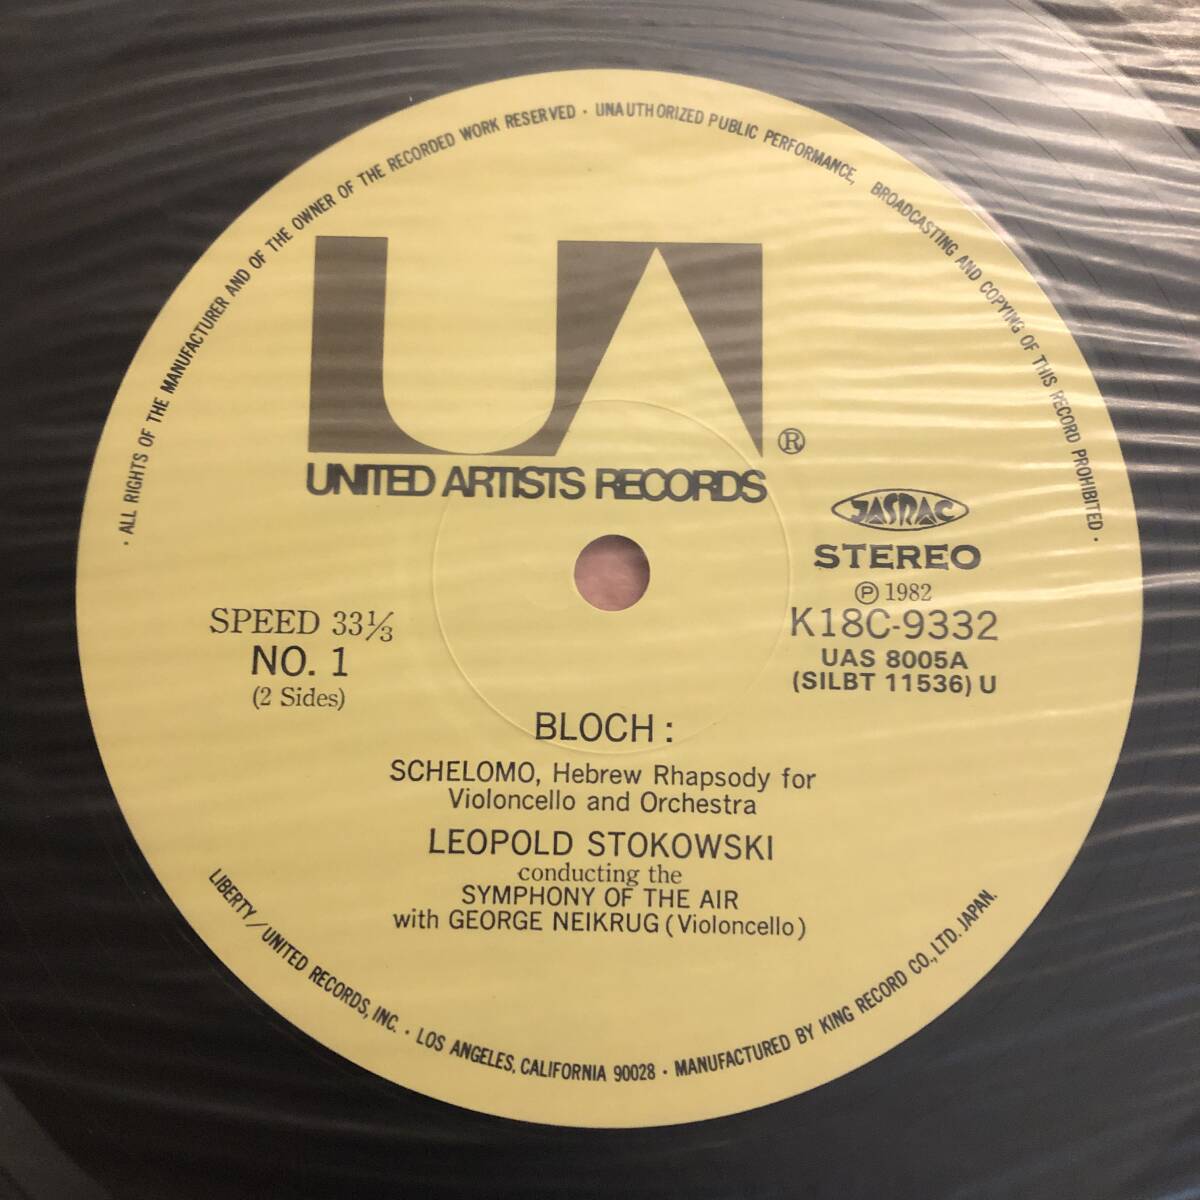 · ALL RIGHTS OF THE MANUFACTURER AND OF THE OWNER OF THE RECORDED WORK RESERVED · UNAUTHORIZED PUBLIC PERFORMANCE, BROADCASTING AND COPYING OF THIS RECORD PROHIBITED ·
UA ®
UNITED ARTISTS RECORDS
JASRAC
STEREO
℗ 1982
K18C-9332
UAS 8005A
(SILBT 11536) U
SPEED 33⅓
NO. 1
(2 Sides)
BLOCH :
SCHELOMO, Hebrew Rhapsody for
Violoncello and Orchestra
LEOPOLD STOKOWSKI
conducting the
SYMPHONY OF THE AIR
with GEORGE NEIKRUG (Violoncello)
LIBERTY/UNITED RECORDS, INC. · LOS ANGELES, CALIFORNIA 90028 · MANUFACTURED BY KING RECORD CO., LTD. JAPAN.